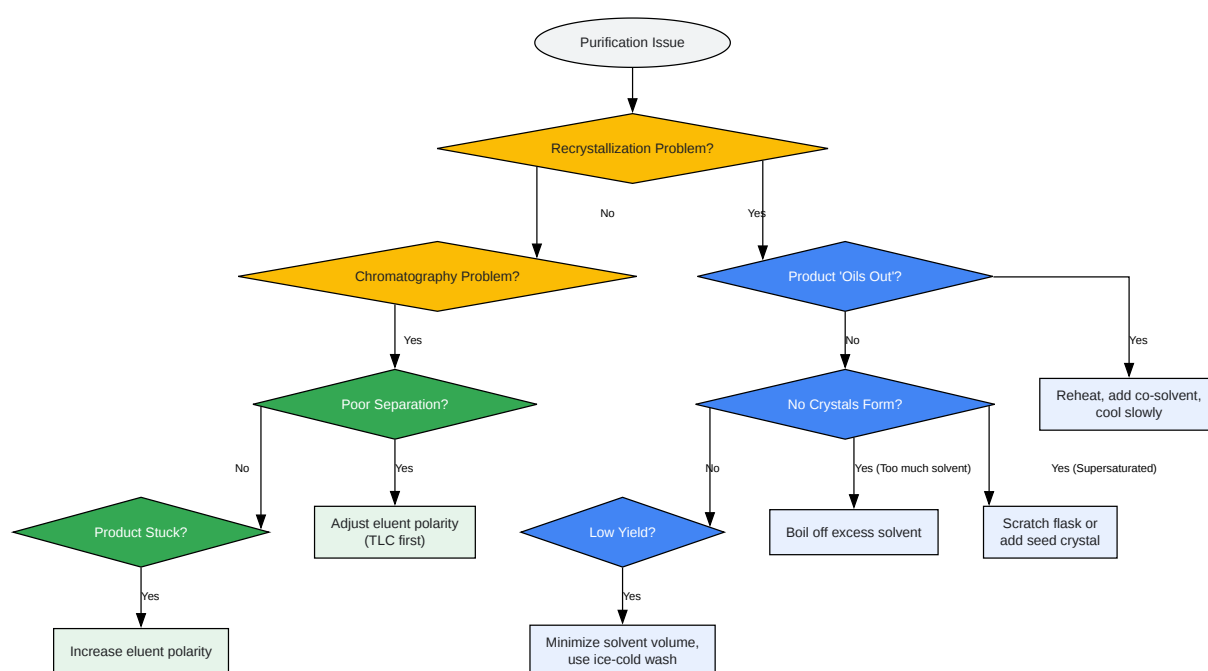 Purification Issue
Recrystallization Problem?
No
Yes
Chromatography Problem?
Product 'Oils Out'?
Yes
No
Yes
Poor Separation?
No Crystals Form?
Reheat, add co-solvent,
cool slowly
No
Yes
No
Yes (Too much solvent)
Yes (Supersaturated)
Product Stuck?
Adjust eluent polarity
(TLC first)
Low Yield?
Boil off excess solvent
Scratch flask or
add seed crystal
Yes
Yes
Increase eluent polarity
Minimize solvent volume,
use ice-cold wash